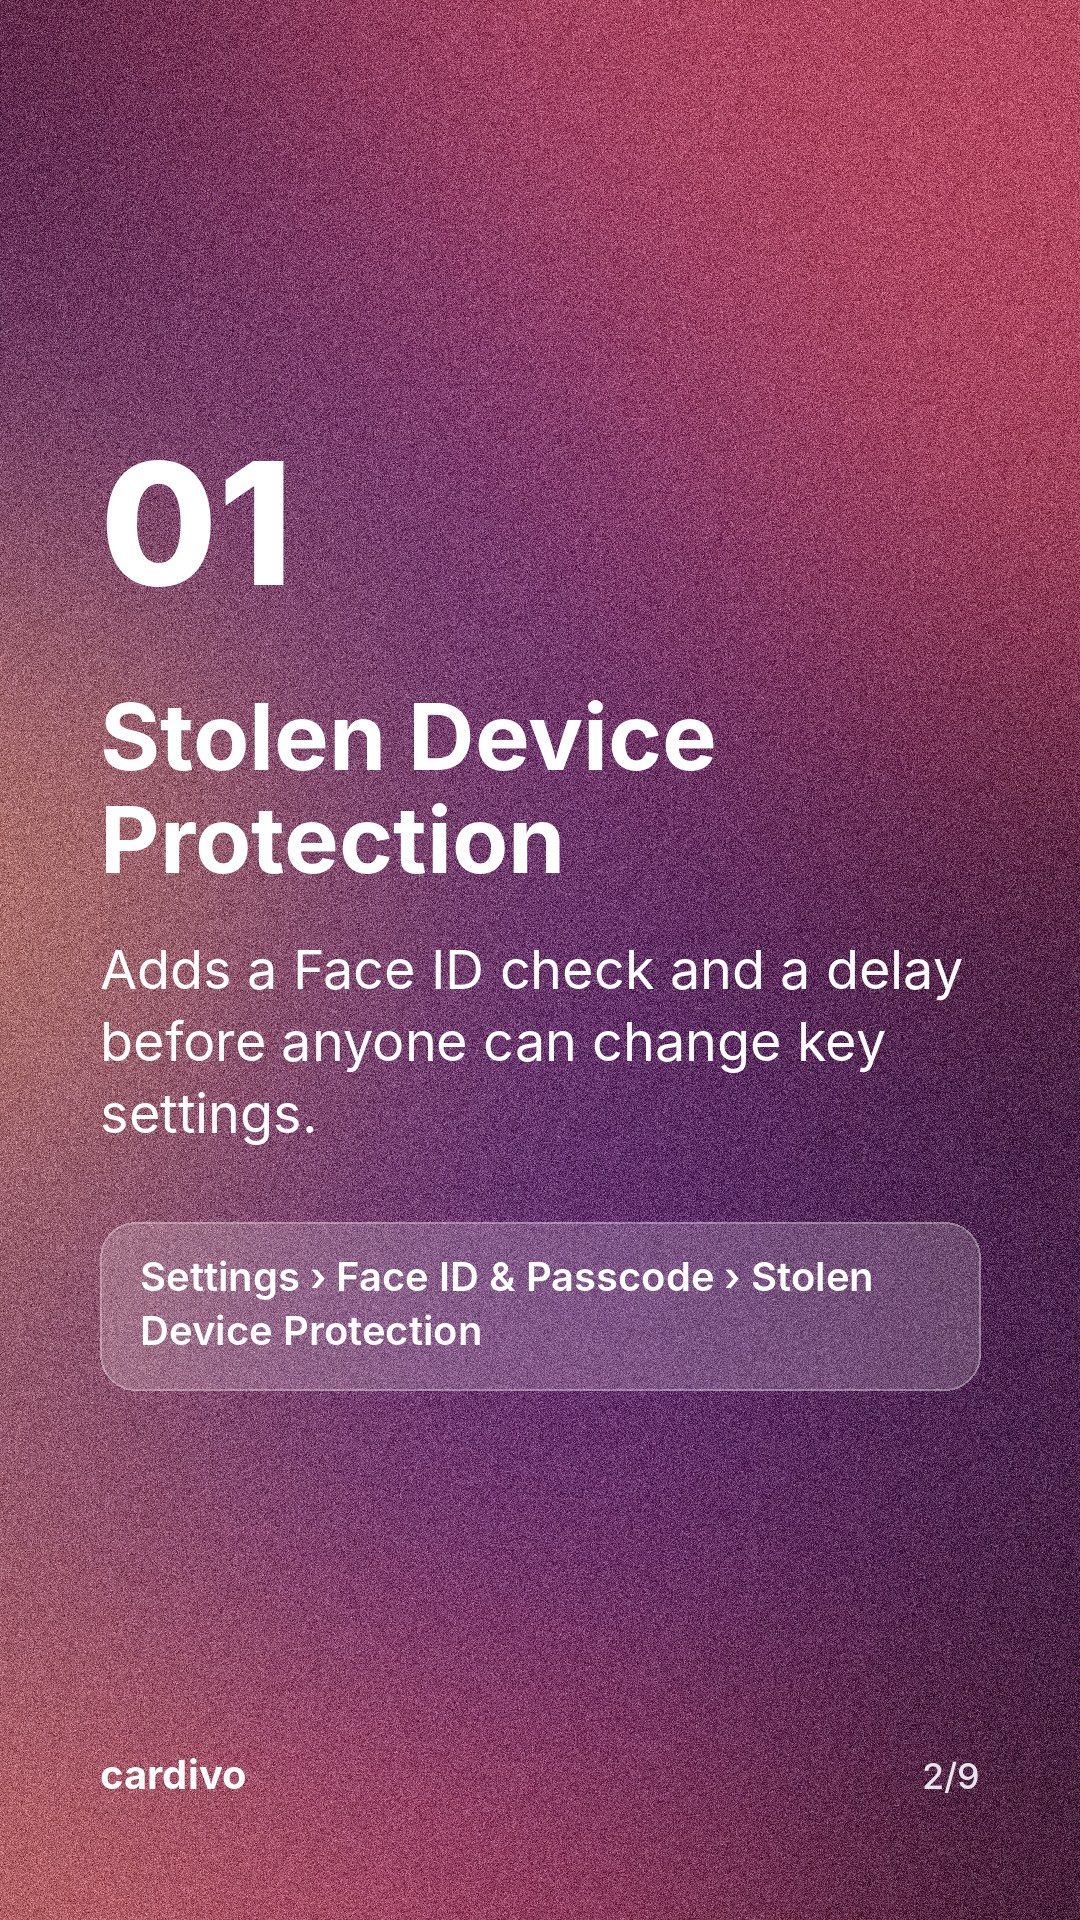 01
Stolen Device
Protection
Adds a Face ID check and a delay
before anyone can change key
settings.
Settings › Face ID & Passcode › Stolen
Device Protection
cardivo
2/9